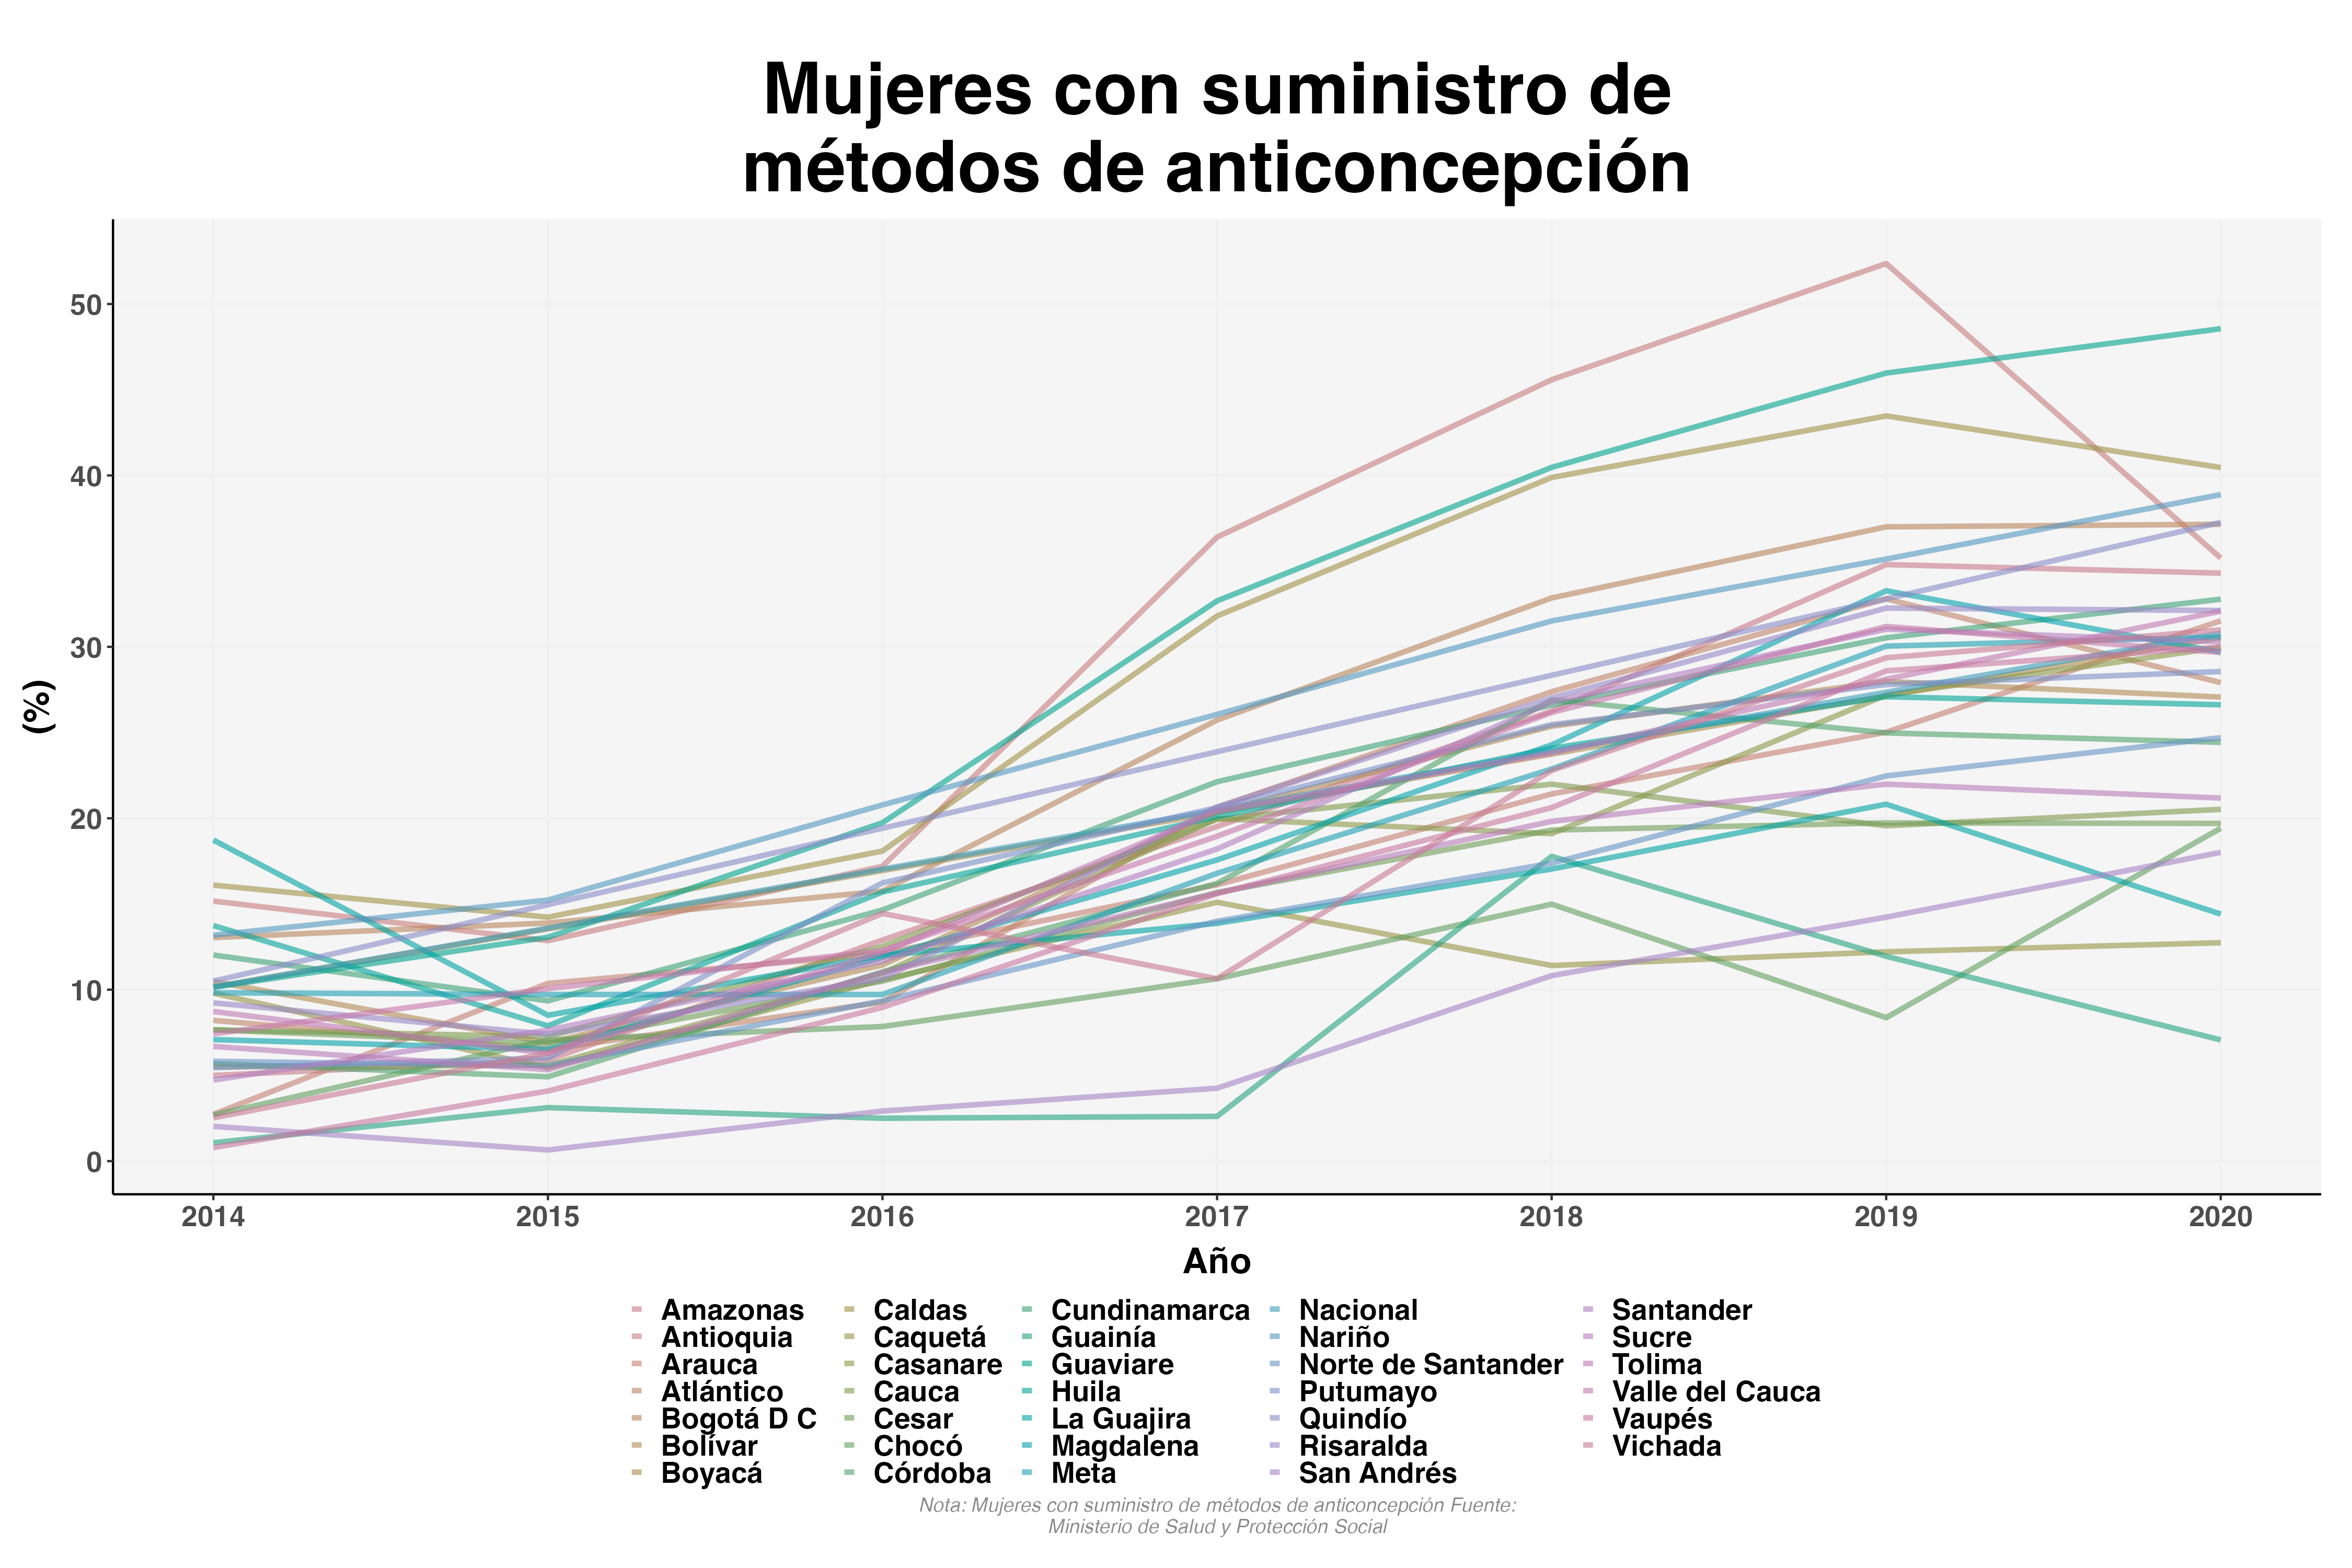 Mujeres con suministro de
métodos de anticoncepción
(%)
50
40
30
20
10
0
2014 2015 2016 2017 2018 2019 2020
Año
Amazonas Caldas Cundinamarca Nacional Santander
Antioquia Caquetá Guainía Nariño Sucre
Arauca Casanare Guaviare Norte de Santander Tolima
Atlántico Cauca Huila Putumayo Valle del Cauca
Bogotá D C Cesar La Guajira Quindío Vaupés
Bolívar Chocó Magdalena Risaralda Vichada
Boyacá Córdoba Meta San Andrés
Nota: Mujeres con suministro de métodos de anticoncepción Fuente:
Ministerio de Salud y Protección Social